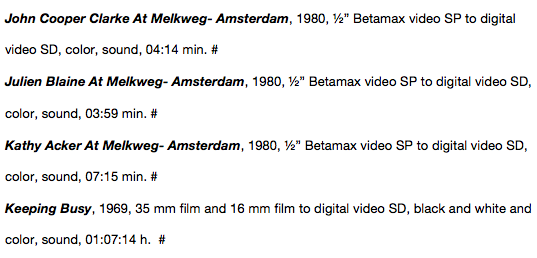 John Cooper Clarke At Melkweg- Amsterdam, 1980, ½” Betamax video SP to digital
video SD, color, sound, 04:14 min. #
Julien Blaine At Melkweg- Amsterdam, 1980, ½” Betamax video SP to digital video SD,
color, sound, 03:59 min. #
Kathy Acker At Melkweg- Amsterdam, 1980, ½” Betamax video SP to digital video SD,
color, sound, 07:15 min. #
Keeping Busy, 1969, 35 mm film and 16 mm film to digital video SD, black and white and
color, sound, 01:07:14 h.  #